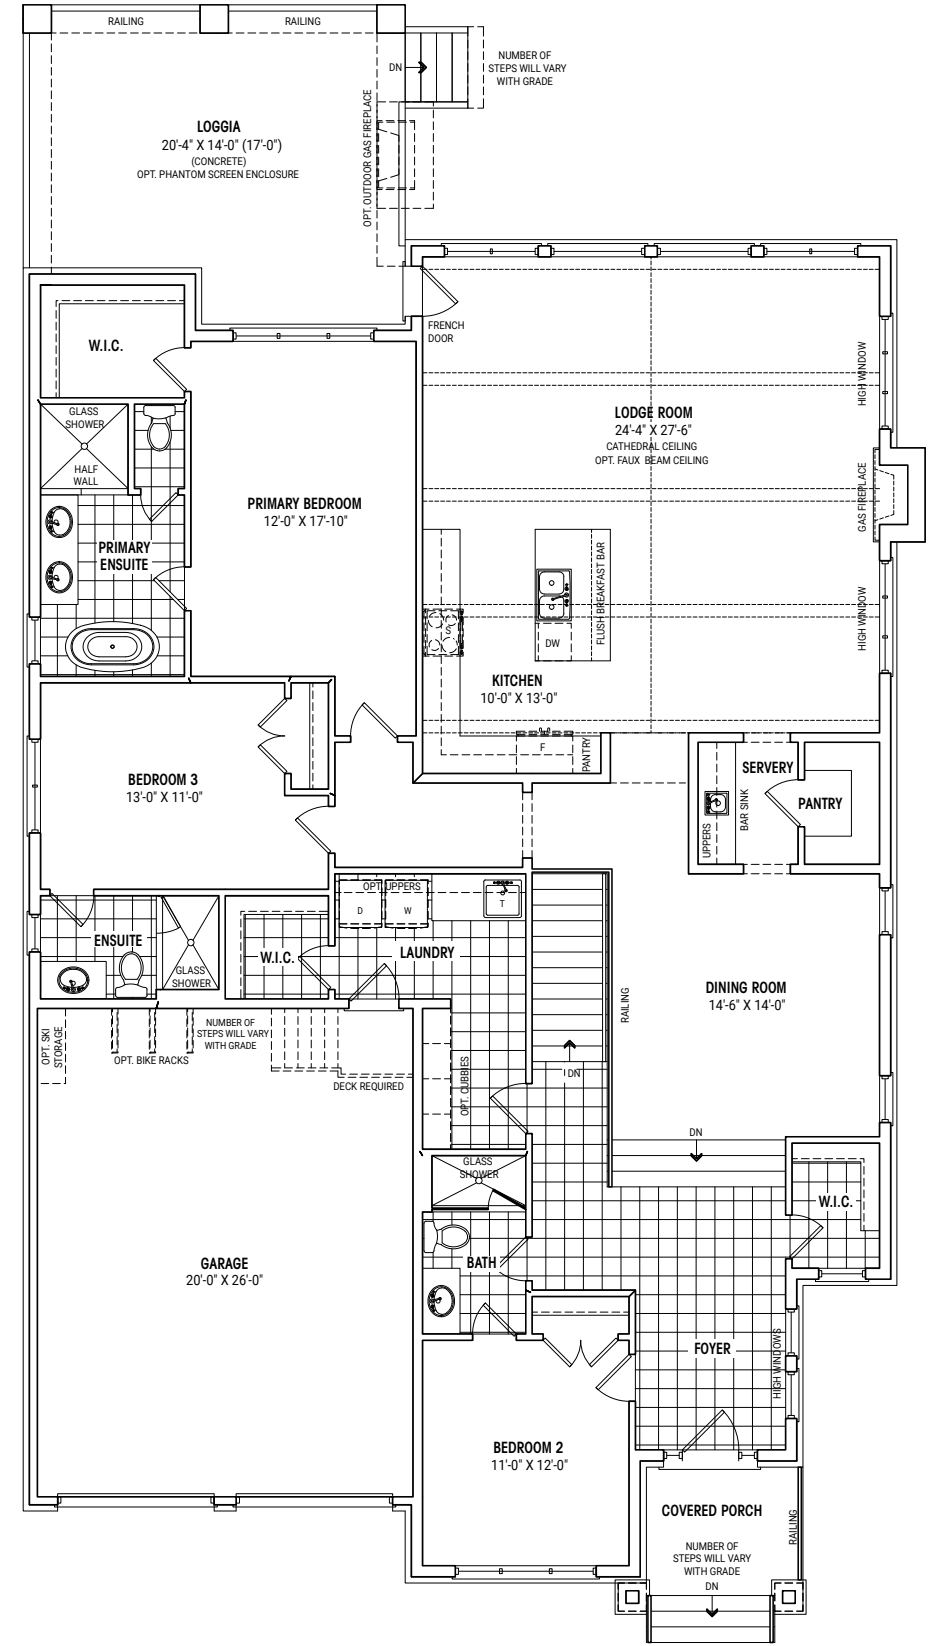 RAILING
RAILING
DN
NUMBER OF
STEPS WILL VARY
WITH GRADE
LOGGIA
20'-4" X 14'-0" (17'-0")
(CONCRETE)
OPT. PHANTOM SCREEN ENCLOSURE
OPT. OUTDOOR GAS FIREPLACE
FRENCH
DOOR
W.I.C.
HIGH WINDOW
GLASS
SHOWER
HALF
WALL
LODGE ROOM
24'-4" X 27'-6"
CATHEDRAL CEILING
OPT. FAUX BEAM CEILING
GAS FIREPLACE
PRIMARY BEDROOM
12'-0" X 17'-10"
PRIMARY
ENSUITE
FLUSH BREAKFAST BAR
HIGH WINDOW
S
DW
KITCHEN
10'-0" X 13'-0"
F
PANTRY
BEDROOM 3
13'-0" X 11'-0"
SERVERY
PANTRY
BAR SINK
UPPERS
OPT. UPPERS
D
W
T
ENSUITE
GLASS
SHOWER
W.I.C.
LAUNDRY
DINING ROOM
14'-6" X 14'-0"
RAILING
OPT. SKI
STORAGE
OPT. BIKE RACKS
NUMBER OF
STEPS WILL VARY
WITH GRADE
DECK REQUIRED
OPT. CUBBIES
DN
DN
GLASS
SHOWER
W.I.C.
GARAGE
20'-0" X 26'-0"
BATH
FOYER
HIGH WINDOWS
BEDROOM 2
11'-0" X 12'-0"
COVERED PORCH
RAILING
NUMBER OF
STEPS WILL VARY
WITH GRADE
DN